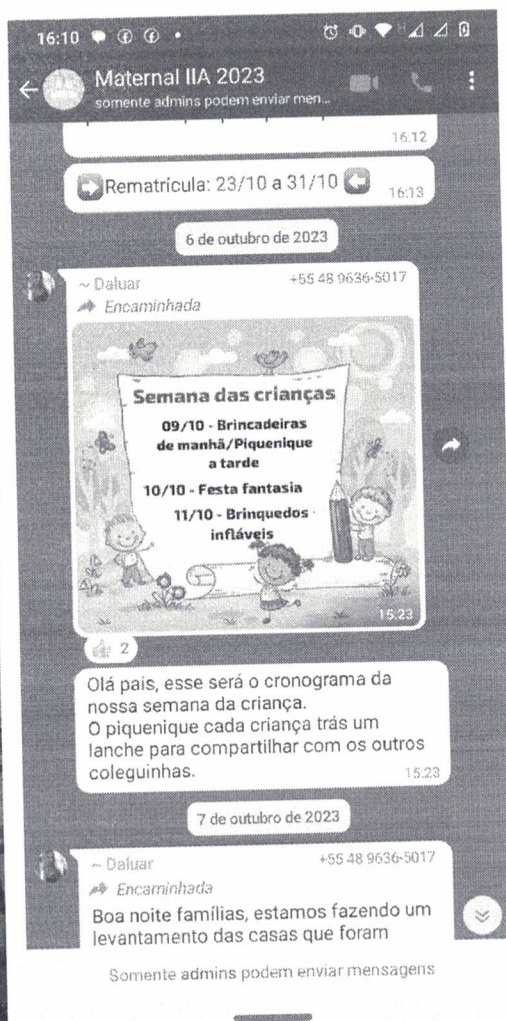 16:10
Maternal IIA 2023
somente admins podem enviar men...
16:12
Rematrícula: 23/10 a 31/10
16:13
6 de outubro de 2023
~ Daluar
+55 48 9636-5017
Encaminhada
Semana das crianças
09/10 - Brincadeiras
de manhã/Piquenique
a tarde
10/10 - Festa fantasia
11/10 - Brinquedos
infláveis
15:23
2
Olá pais, esse será o cronograma da
nossa semana da criança.
O piquenique cada criança trás um
lanche para compartilhar com os outros
coleguinhas.
15:23
7 de outubro de 2023
~ Daluar
+55 48 9636-5017
Encaminhada
Boa noite famílias, estamos fazendo um
levantamento das casas que foram
Somente admins podem enviar mensagens